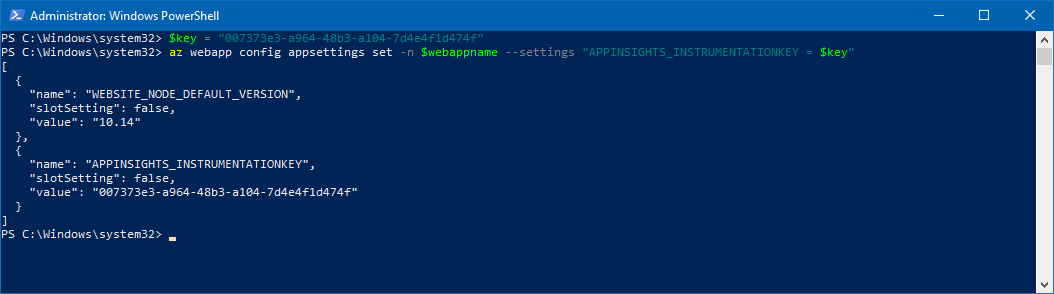 Administrator: Windows PowerShell
PS C:\Windows\system32> $key = "007373e3-a964-48b3-a104-7d4e4f1d474f"
PS C:\Windows\system32> az webapp config appsettings set -n $webappname --settings "APPINSIGHTS_INSTRUMENTATIONKEY = $key"
[
  {
    "name": "WEBSITE_NODE_DEFAULT_VERSION",
    "slotSetting": false,
    "value": "10.14"
  },
  {
    "name": "APPINSIGHTS_INSTRUMENTATIONKEY",
    "slotSetting": false,
    "value": "007373e3-a964-48b3-a104-7d4e4f1d474f"
  }
]
PS C:\Windows\system32>